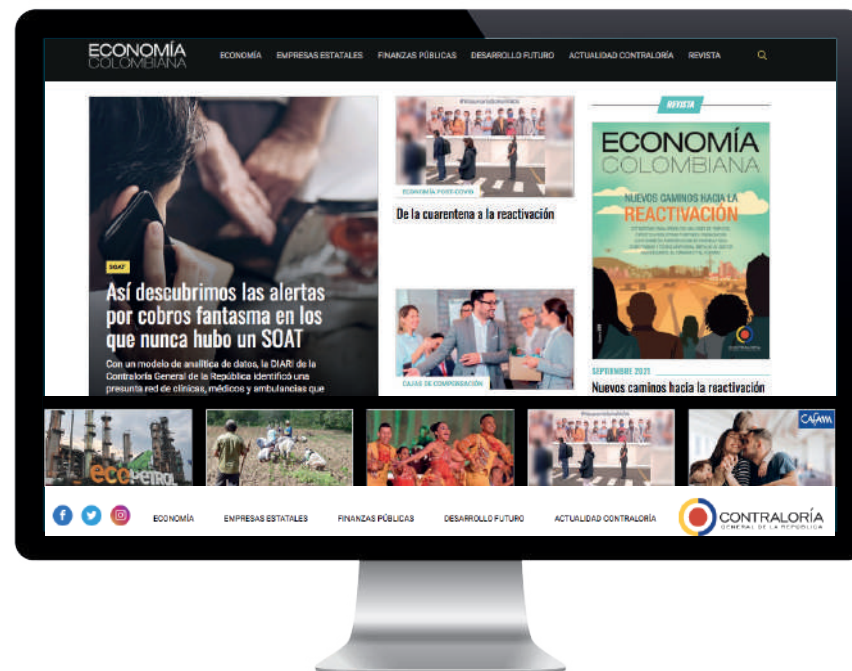 ECONOMÍA
COLOMBIANA
ECONOMÍA EMPRESAS ESTATALES FINANZAS PÚBLICAS DESARROLLO FUTURO ACTUALIDAD CONTRALORÍA REVISTA
SOAT
Así descubrimos las alertas
por cobros fantasma en los
que nunca hubo un SOAT
Con un modelo de analítica de datos, la DIARI de la
Contraloría General de la República identificó una
presunta red de clínicas, médicos y ambulancias que
ECONOMÍA POST-COVID
De la cuarentena a la reactivación
CAJAS DE COMPENSACIÓN
REVISTA
ECONOMÍA
COLOMBIANA
NUEVOS CAMINOS HACIA LA
REACTIVACIÓN
CONTRALORÍA
SEPTIEMBRE 2021
Nuevos caminos hacia la reactivación
ecopetrol
Cafam
ECONOMÍA EMPRESAS ESTATALES FINANZAS PÚBLICAS DESARROLLO FUTURO ACTUALIDAD CONTRALORÍA
CONTRALORÍA
GENERAL DE LA REPÚBLICA